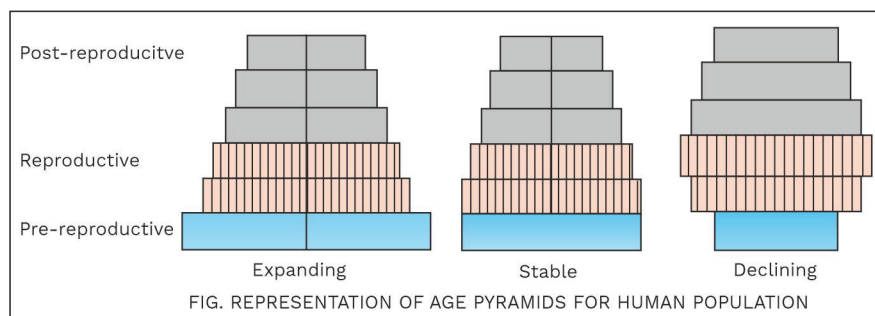 Post-reproducitve
Reproductive
Pre-reproductive
Expanding
Stable
Declining
FIG. REPRESENTATION OF AGE PYRAMIDS FOR HUMAN POPULATION